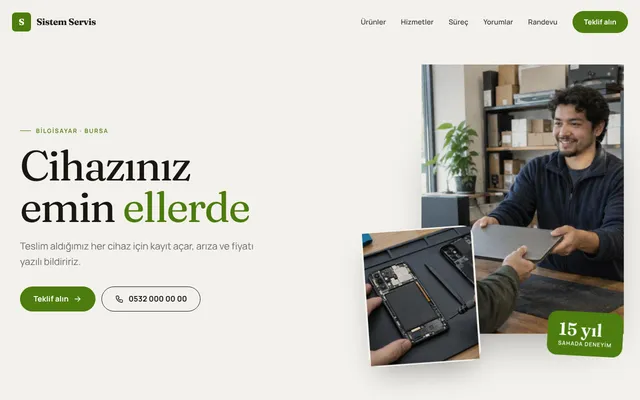 S
Sistem Servis
Ürünler
Hizmetler
Süreç
Yorumlar
Randevu
Teklif alın
BİLGİSAYAR · BURSA
Cihazınız
emin ellerde
Teslim aldığımız her cihaz için kayıt açar, arıza ve fiyatı
yazılı bildiririz.
Teklif alın →
0532 000 00 00
15 yıl
SAHADA DENEYİM